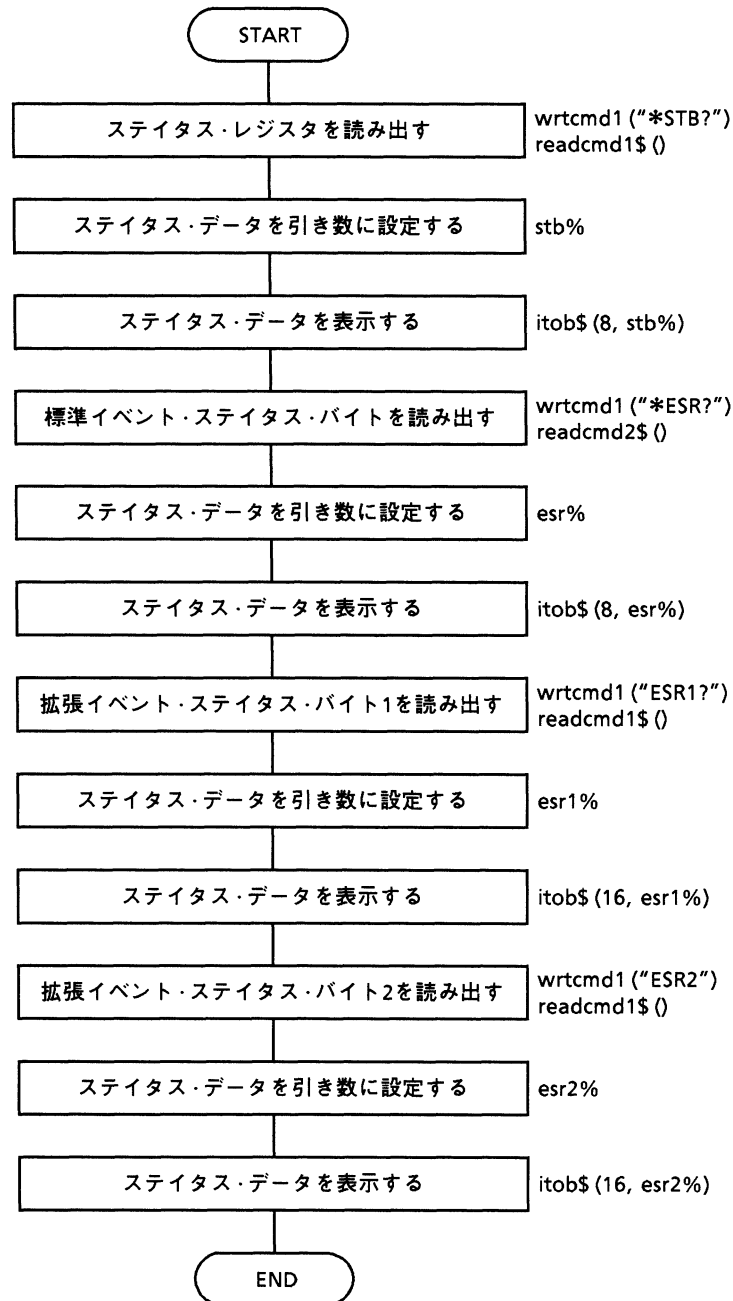 START
ステイタス·レジスタを読み出す
wrtcmd1 (“*STB?”)
readcmd1$ ()
ステイタス·データを引き数に設定する
stb%
ステイタス·データを表示する
itob$ (8, stb%)
標準イベント·ステイタス·バイトを読み出す
wrtcmd1 (“*ESR?”)
readcmd2$ ()
ステイタス·データを引き数に設定する
esr%
ステイタス·データを表示する
itob$ (8, esr%)
拡張イベント·ステイタス·バイト1を読み出す
wrtcmd1 (“ESR1?”)
readcmd1$ ()
ステイタス·データを引き数に設定する
esr1%
ステイタス·データを表示する
itob$ (16, esr1%)
拡張イベント·ステイタス·バイト2を読み出す
wrtcmd1 (“ESR2”)
readcmd1$ ()
ステイタス·データを引き数に設定する
esr2%
ステイタス·データを表示する
itob$ (16, esr2%)
END